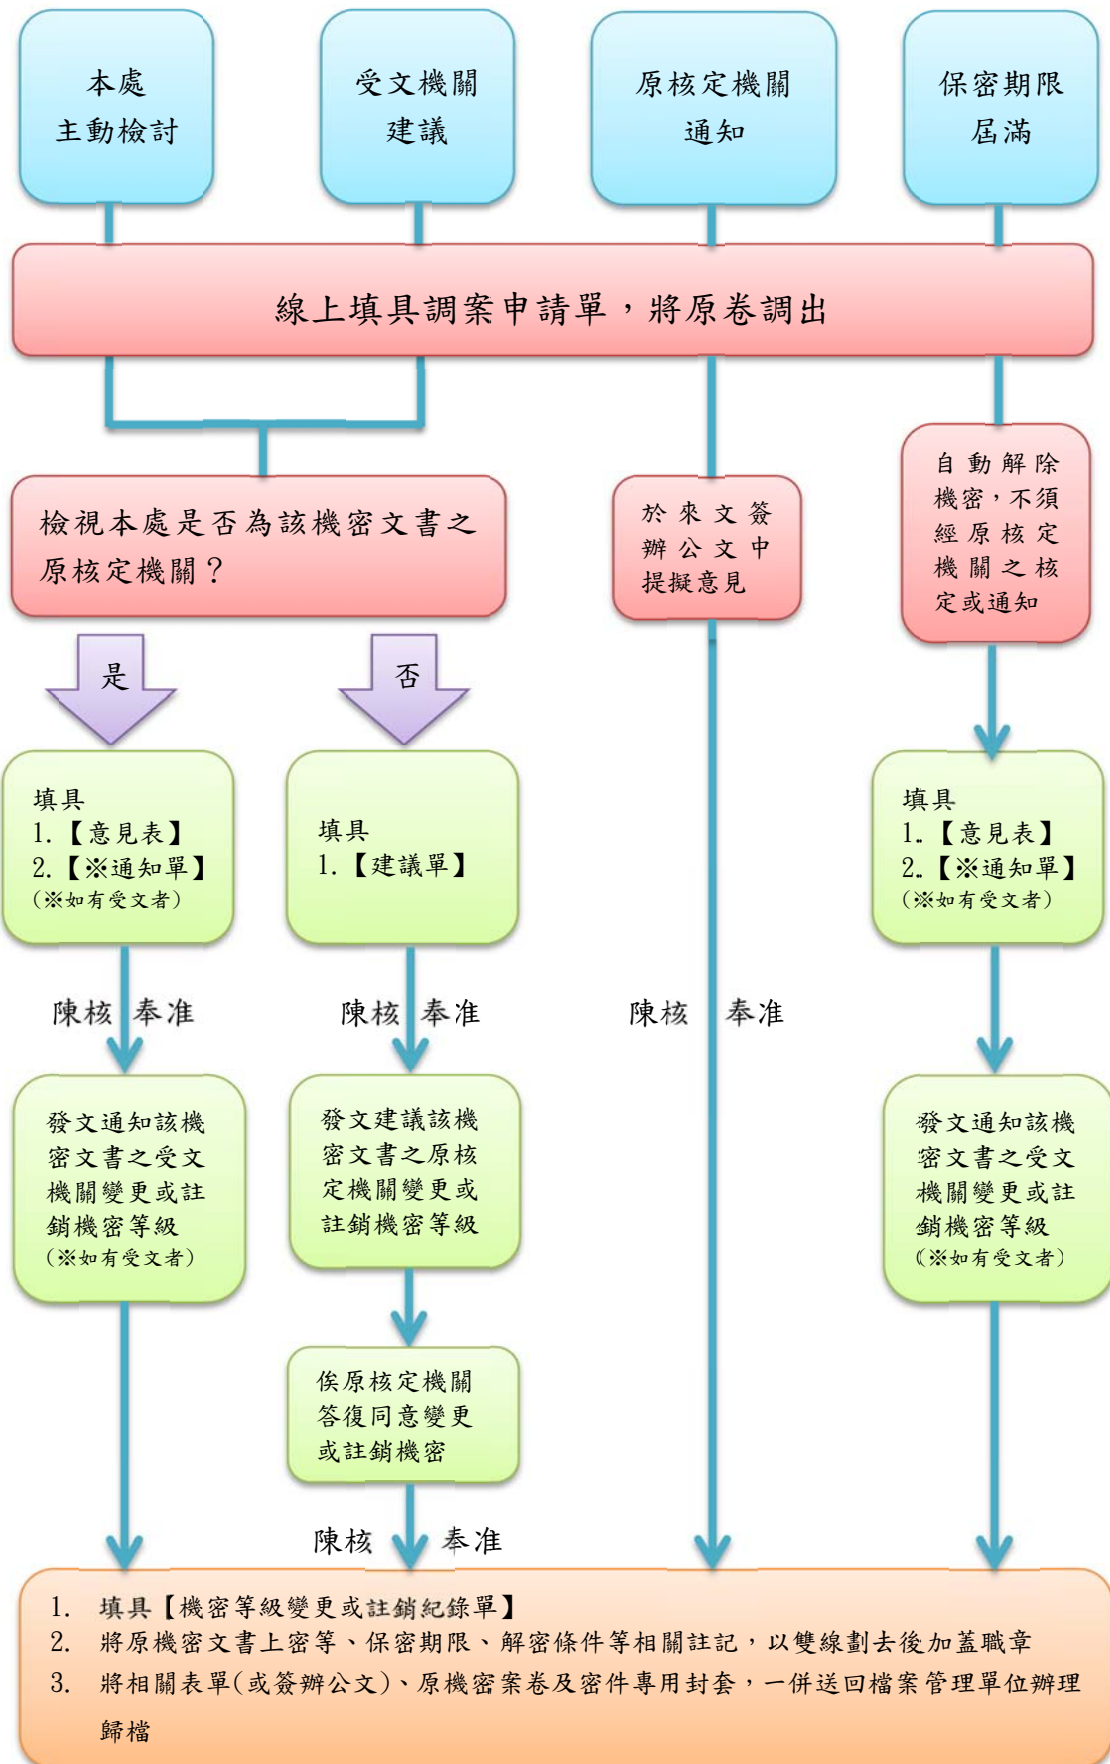 本處
主動檢討
受文機關
建議
原核定機關
通知
保密期限
屆滿
線上填具調案申請單，將原卷調出
檢視本處是否為該機密文書之
原核定機關？
於來文簽
辦公文中
提擬意見
自動解除
機密，不須
經原核定
機關之核
定或通知
是
否
填具
1.【意見表】
2.【※通知單】
(※如有受文者)
填具
1.【建議單】
填具
1.【意見表】
2.【※通知單】
(※如有受文者)
陳核 奉准
陳核 奉准
陳核 奉准
發文通知該機
密文書之受文
機關變更或註
銷機密等級
(※如有受文者)
發文建議該機
密文書之原核
定機關變更或
註銷機密等級
發文通知該機
密文書之受文
機關變更或註
銷機密等級
(※如有受文者)
俟原核定機關
答復同意變更
或註銷機密
陳核 奉准
1. 填具【機密等級變更或註銷紀錄單】
2. 將原機密文書上密等、保密期限、解密條件等相關註記，以雙線劃去後加蓋職章
3. 將相關表單(或簽辦公文)、原機密案卷及密件專用封套，一併送回檔案管理單位辦理
歸檔